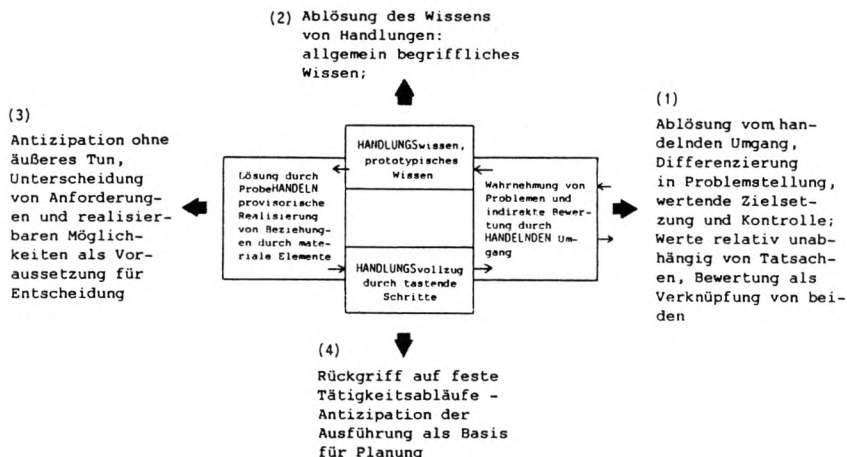 (2) Ablösung des Wissens
von Handlungen:
allgemein begriffliches
Wissen;
(3)
Antizipation ohne
äußeres Tun,
Unterscheidung
von Anforderung-
en und realisier-
baren Möglich-
keiten als Vor-
aussetzung für
Entscheidung
Lösung durch
ProbeHANDELN
provisorische
Realisierung
von Beziehun-
gen durch mate-
riale Elemente
HANDLUNGSwissen,
prototypisches
Wissen
HANDLUNGSvollzug
durch tastende
Schritte
Wahrnehmung von
Problemen und
indirekte Bewer-
tung durch
HANDELNDEN Um-
gang
(1)
Ablösung vom han-
delnden Umgang,
Differenzierung
in Problemstellung,
wertende Zielset-
zung und Kontrolle;
Werte relativ unab-
hängig von Tatsach-
en, Bewertung als
Verknüpfung von bei-
den
(4)
Rückgriff auf feste
Tätigkeitsabläufe -
Antizipation der
Ausführung als Basis
für Planung